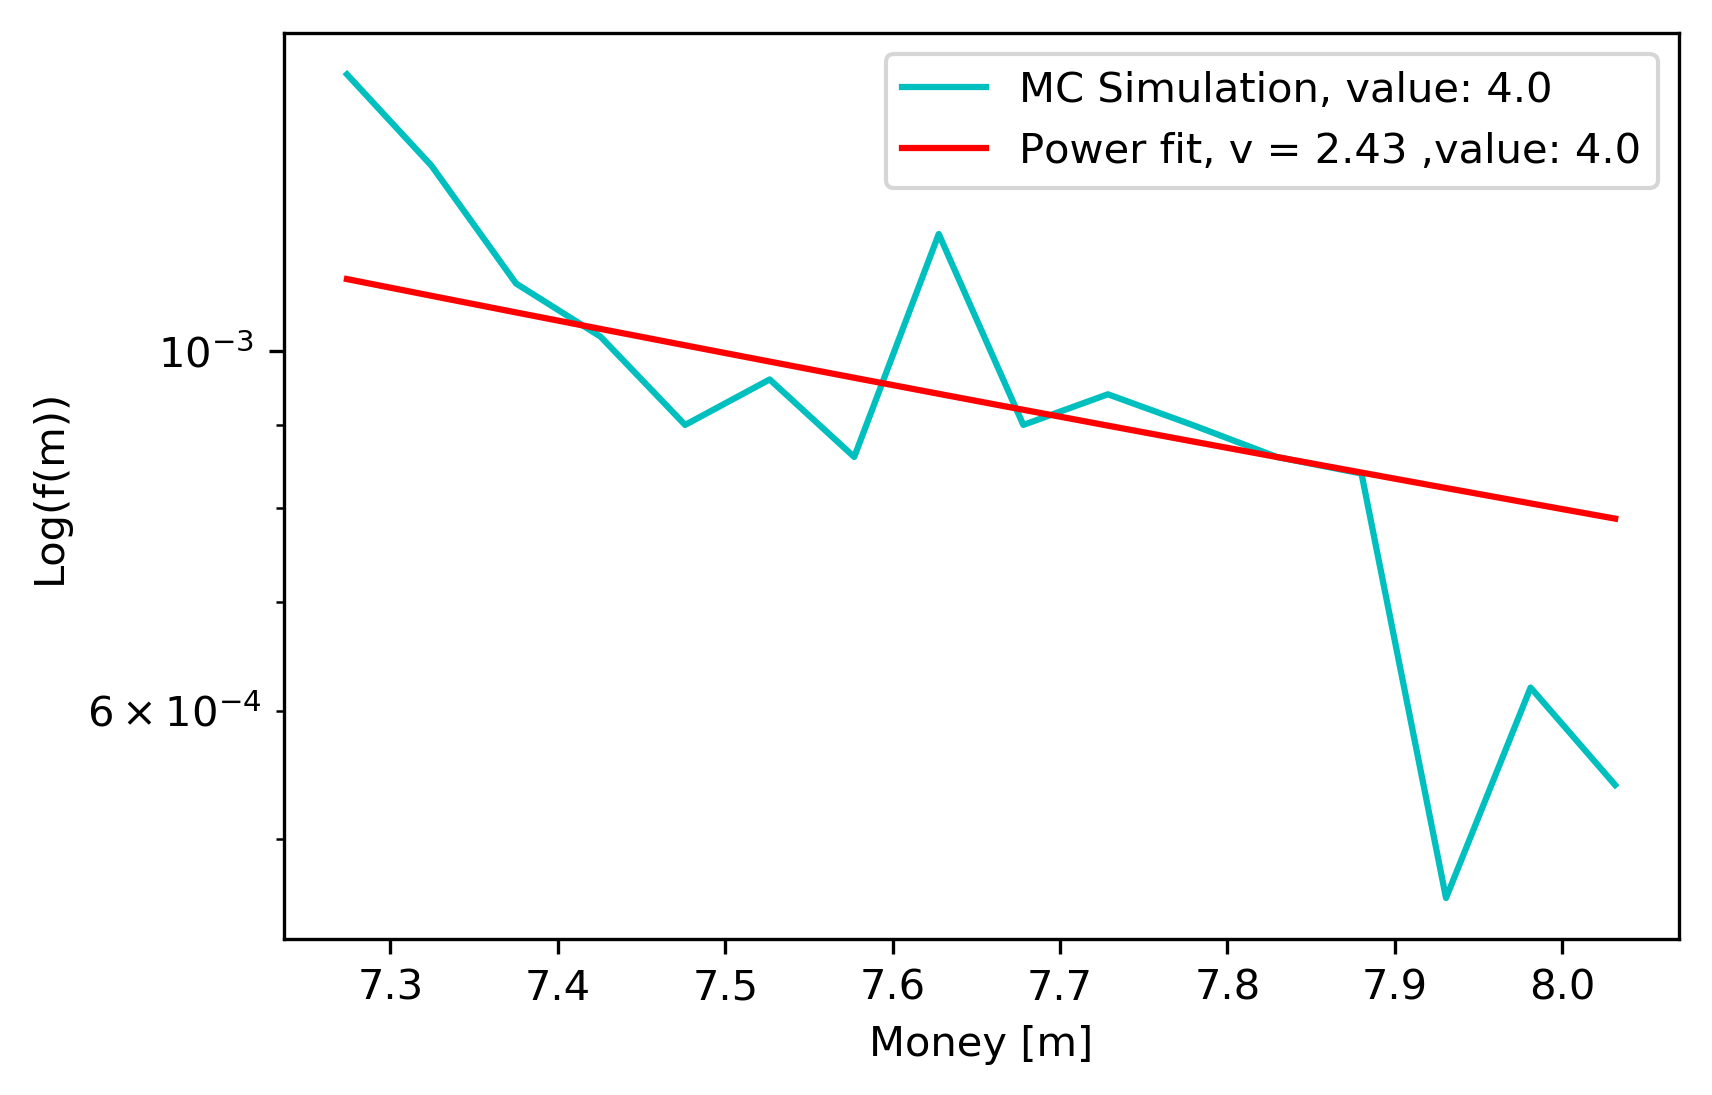 MC Simulation, value: 4.0
Power fit, v = 2.43 ,value: 4.0
Log(f(m))
10⁻³
6 × 10⁻⁴
7.3 7.4 7.5 7.6 7.7 7.8 7.9 8.0
Money [m]